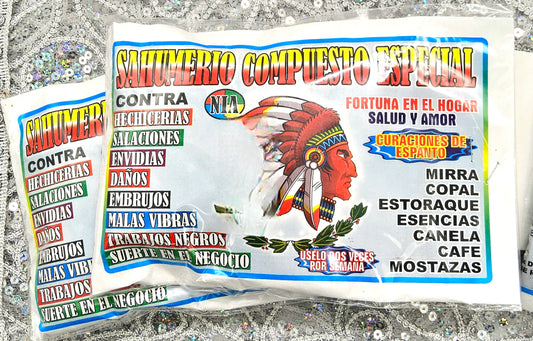 SAHUMERIO COMPUESTO ESPECIAL
CONTRA
HECHICERIAS
SALACIONES
ENVIDIAS
DAÑOS
EMBRUJOS
MALAS VIBRAS
TRABAJOS NEGROS
SUERTE EN EL NEGOCIO
NIA
FORTUNA EN EL HOGAR
SALUD Y AMOR
CURACIONES DE
ESPANTO
MIRRA
COPAL
ESTORAQUE
ESENCIAS
CANELA
CAFE
MOSTAZAS
USELO DOS VECES
POR SEMANA
SAHUMERI
CONTRA
HECHICERIAS
SALACIONES
ENVIDIAS
DAÑOS
EMBRUJOS
MALAS VIB
TRABAJOS
SUERTE EN EL NEGOCIO